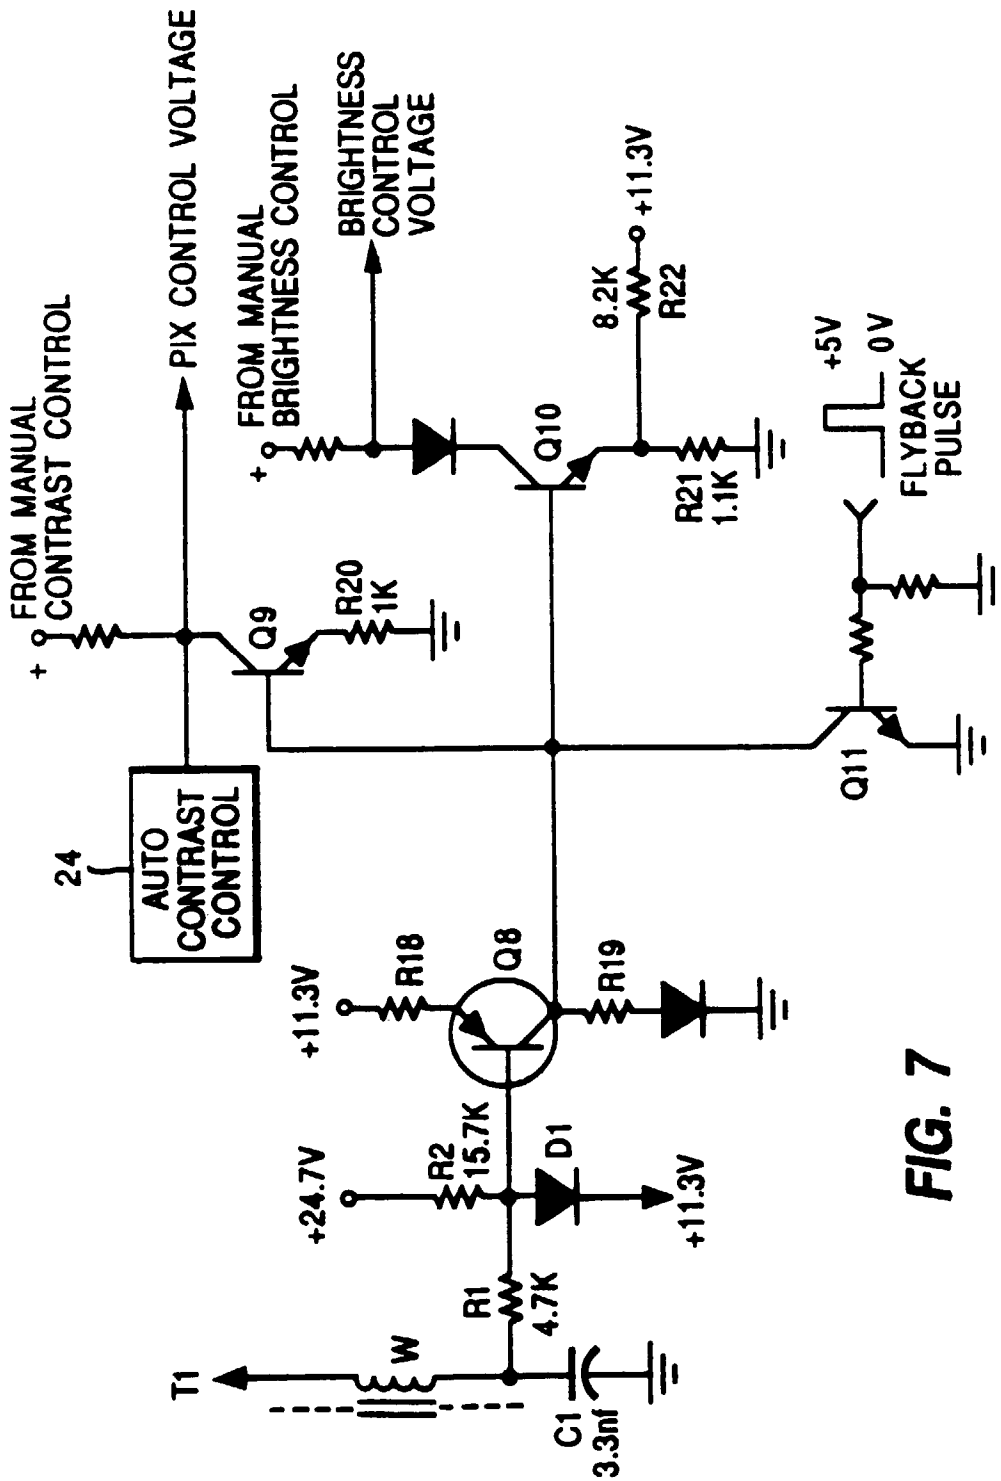 T1
W
C1
3.3nf
R1
4.7K
+24.7V
R2
15.7K
D1
+11.3V
+11.3V
R18
Q8
R19
24
AUTO
CONTRAST
CONTROL
+
FROM MANUAL
CONTRAST CONTROL
PIX CONTROL VOLTAGE
Q9
R20
1K
+
FROM MANUAL
BRIGHTNESS CONTROL
BRIGHTNESS
CONTROL
VOLTAGE
Q10
R21
1.1K
8.2K
R22
+11.3V
Q11
FLYBACK
PULSE
+5V
0V
FIG. 7